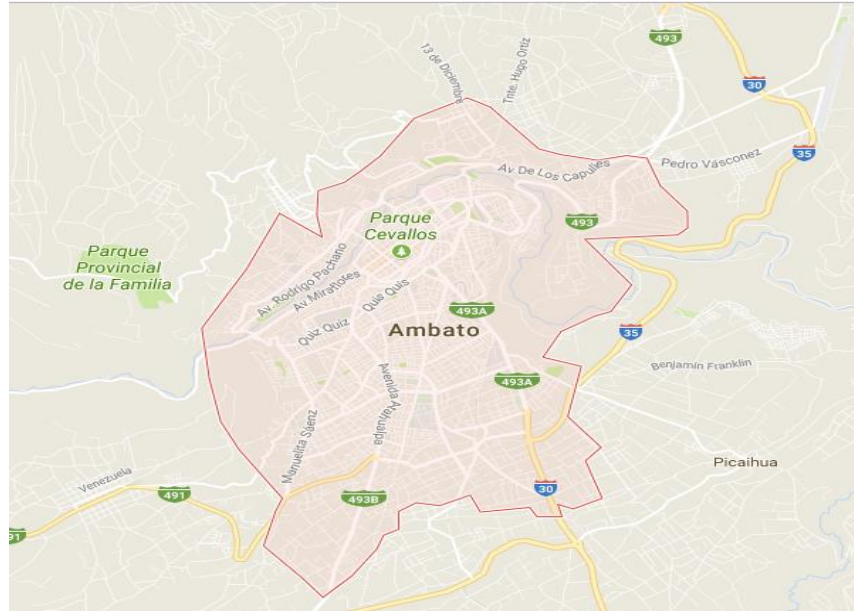 493
13 de Diciembre
Tnte. Hugo Ortíz
30
35
Pedro Vásconez
Av. De Los Capulíes
493
Parque
Cevallos
Parque
Provincial
de la Familia
Av. Rodrigo Pachano
Av. Miraflores
Quis Quis
Quiz Quiz
493A
Ambato
35
Benjamín Franklin
493A
Avenida Atahualpa
Manuelita Sáenz
Picaihua
Venezuela
491
493B
30
91